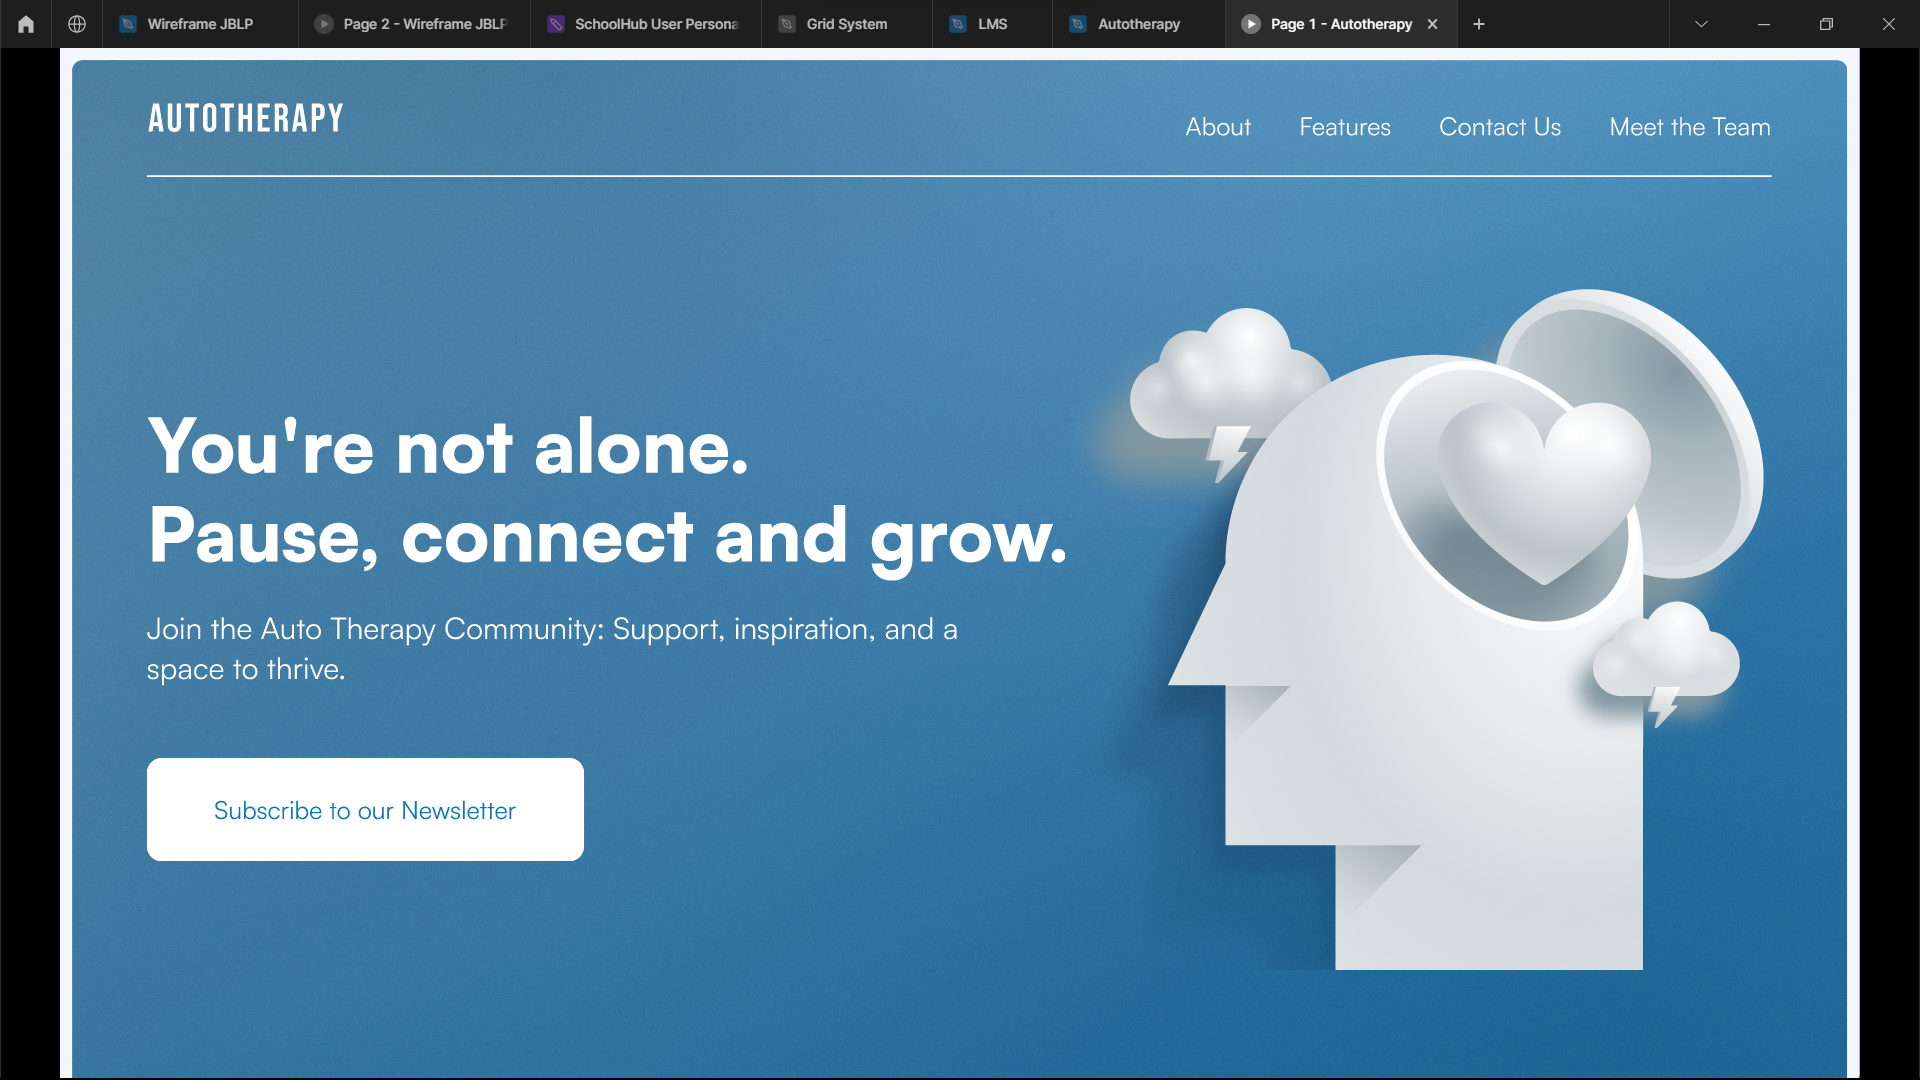 Wireframe JBLP
Page 2 - Wireframe JBLP
SchoolHub User Persona
Grid System
LMS
Autotherapy
Page 1 - Autotherapy
AUTOTHERAPY
About
Features
Contact Us
Meet the Team
You're not alone.
Pause, connect and grow.
Join the Auto Therapy Community: Support, inspiration, and a
space to thrive.
Subscribe to our Newsletter